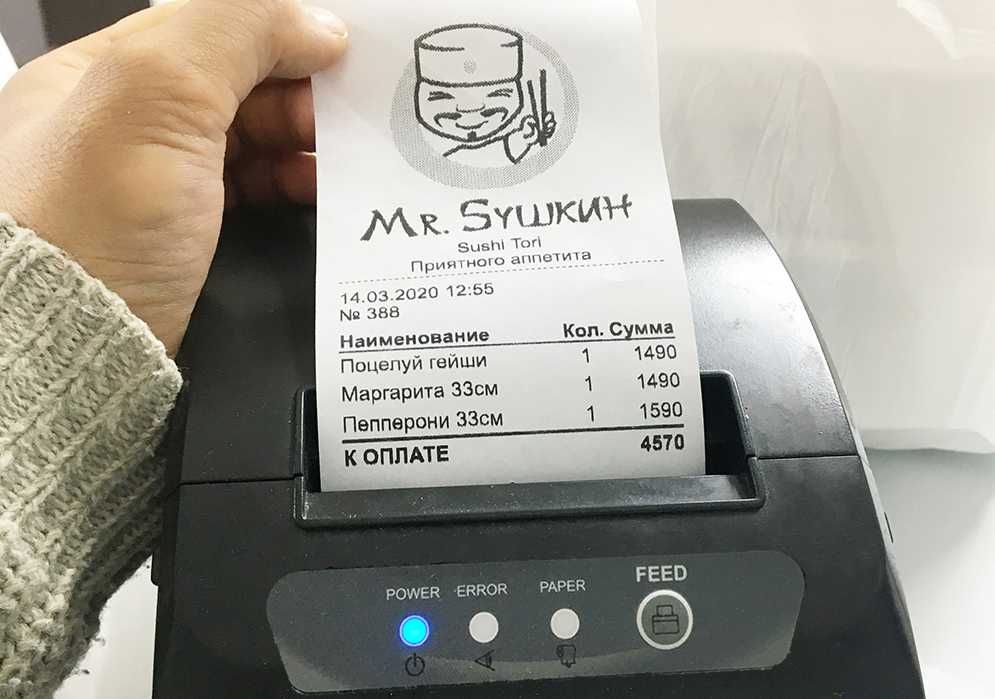 Mr. Sушкин
Sushi Tori
Приятного аппетита
14.03.2020 12:55
№ 388
Наименование Кол. Сумма
Поцелуй гейши 1 1490
Маргарита 33см 1 1490
Пепперони 33см 1 1590
К ОПЛАТЕ 4570
POWER ERROR PAPER FEED